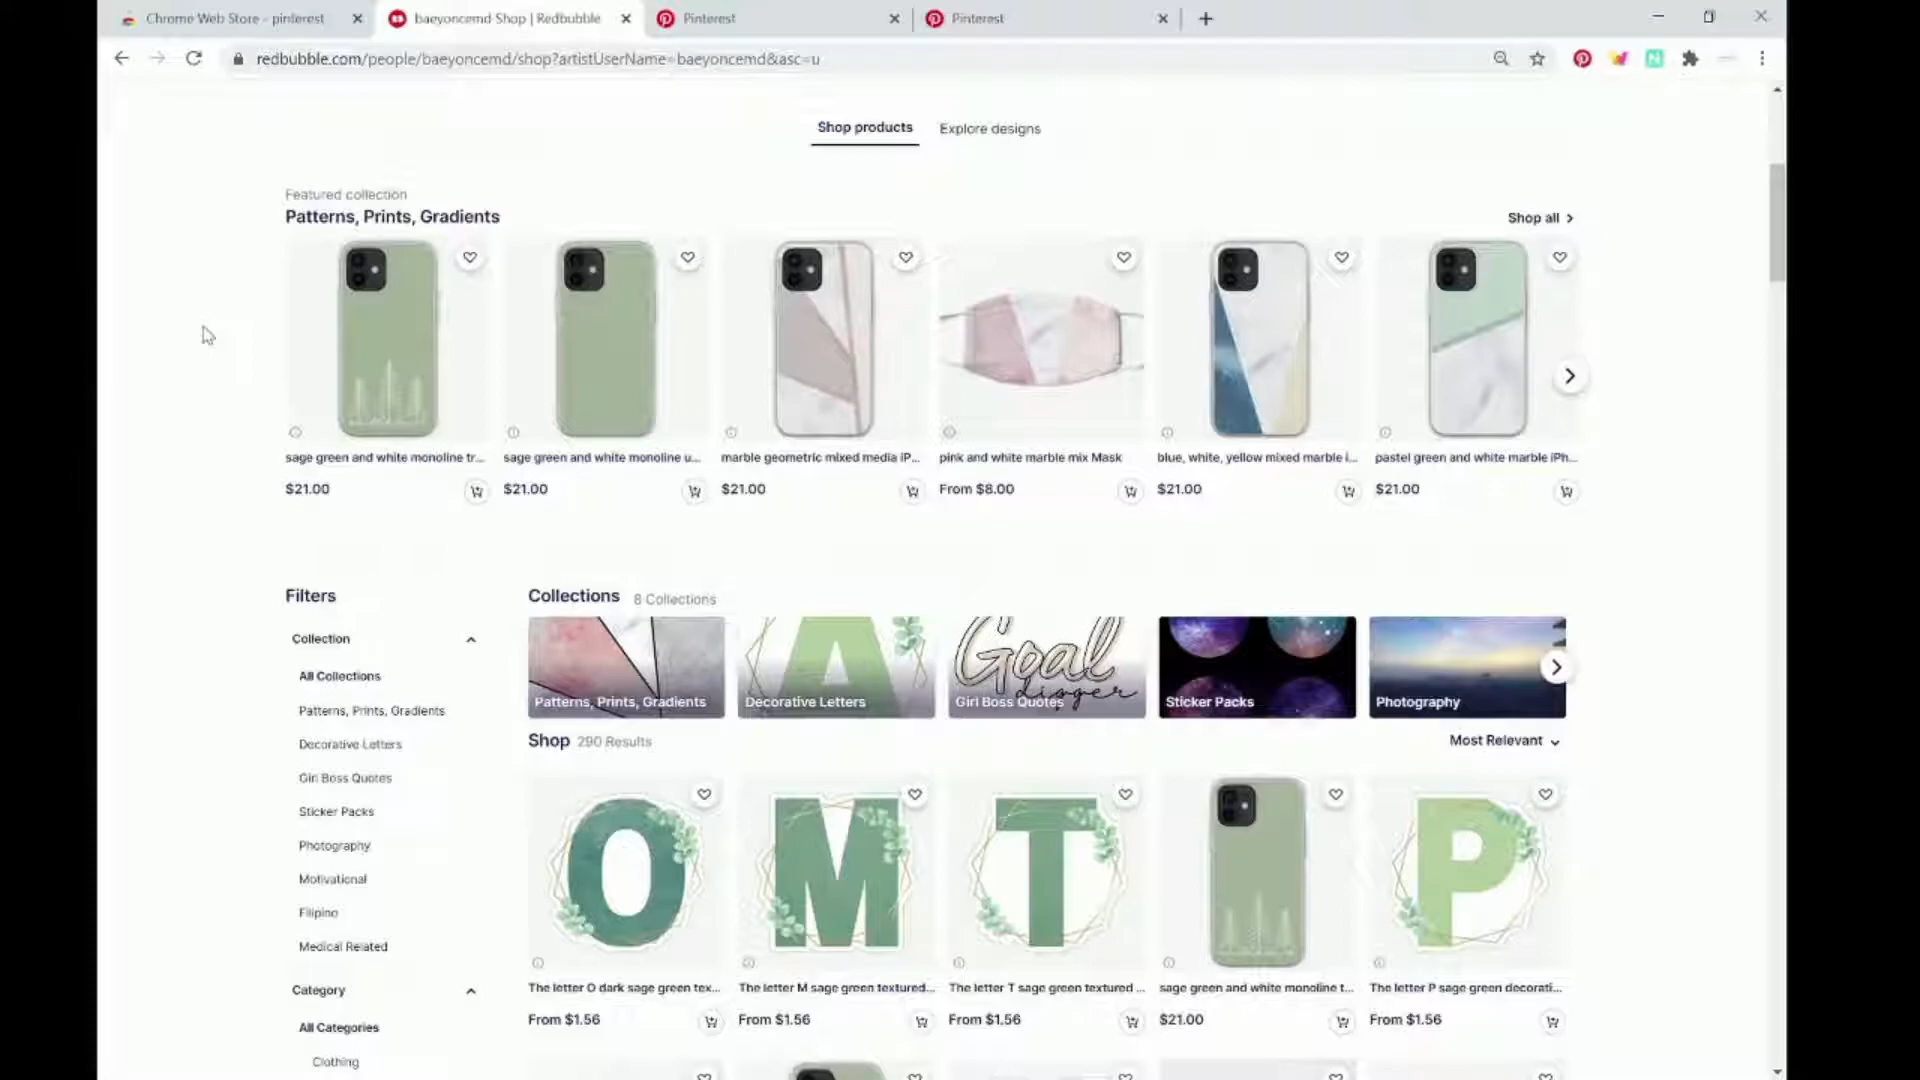 Chrome Web Store - pinterest
baeyoncemd Shop | Redbubble
Pinterest
Pinterest
redbubble.com/people/baeyoncemd/shop?artistUserName=baeyoncemd&asc=u
Shop products
Explore designs
Featured collection
Patterns, Prints, Gradients
Shop all
sage green and white monoline tr...
sage green and white monoline u...
marble geometric mixed media iP...
pink and white marble mix Mask
blue, white, yellow mixed marble i...
pastel green and white marble iPh...
$21.00
$21.00
$21.00
From $8.00
$21.00
$21.00
Filters
Collections 8 Collections
Collection
All Collections
Patterns, Prints, Gradients
Decorative Letters
Girl Boss Quotes
Sticker Packs
Photography
Motivational
Filipino
Medical Related
Category
All Categories
Clothing
A
Goal
digger
Patterns, Prints, Gradients
Decorative Letters
Girl Boss Quotes
Sticker Packs
Photography
Shop 290 Results
Most Relevant
O
M
T
P
The letter O dark sage green tex...
The letter M sage green textured...
The letter T sage green textured ...
sage green and white monoline t...
The letter P sage green decorati...
From $1.56
From $1.56
From $1.56
$21.00
From $1.56